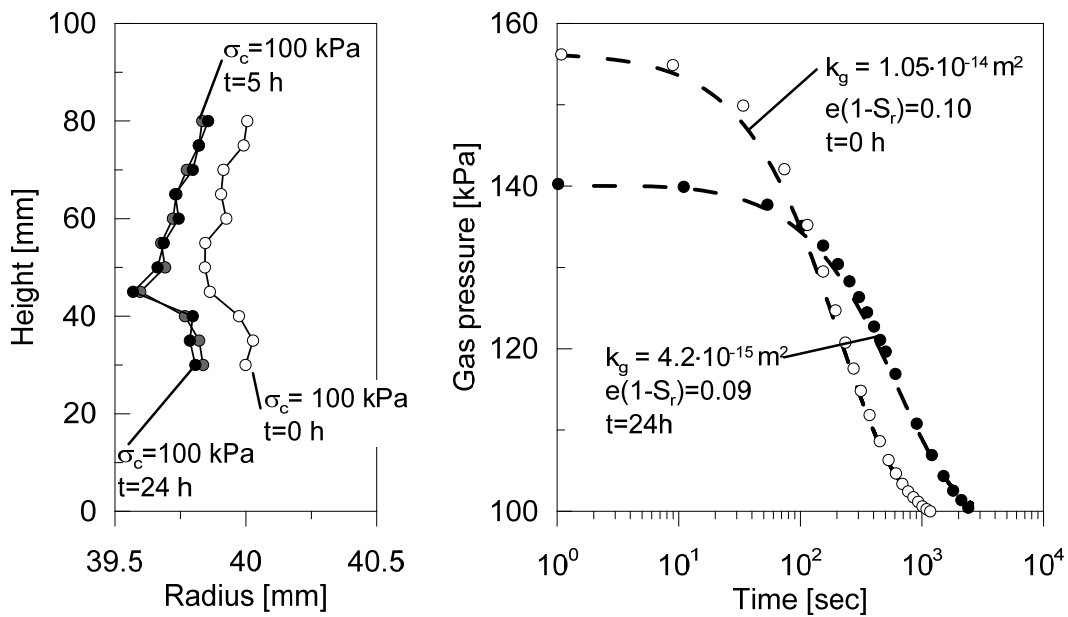 100
80
60
40
20
0
Height [mm]
σc=100 kPa
t=5 h
σc= 100 kPa
t=0 h
σc=100 kPa
t=24 h
39.5 40 40.5
Radius [mm]
160
140
120
100
Gas pressure [kPa]
kg = 1.05·10⁻¹⁴ m²
e(1-Sr)=0.10
t=0 h
kg = 4.2·10⁻¹⁵ m²
e(1-Sr)=0.09
t=24h
10⁰ 10¹ 10² 10³ 10⁴
Time [sec]